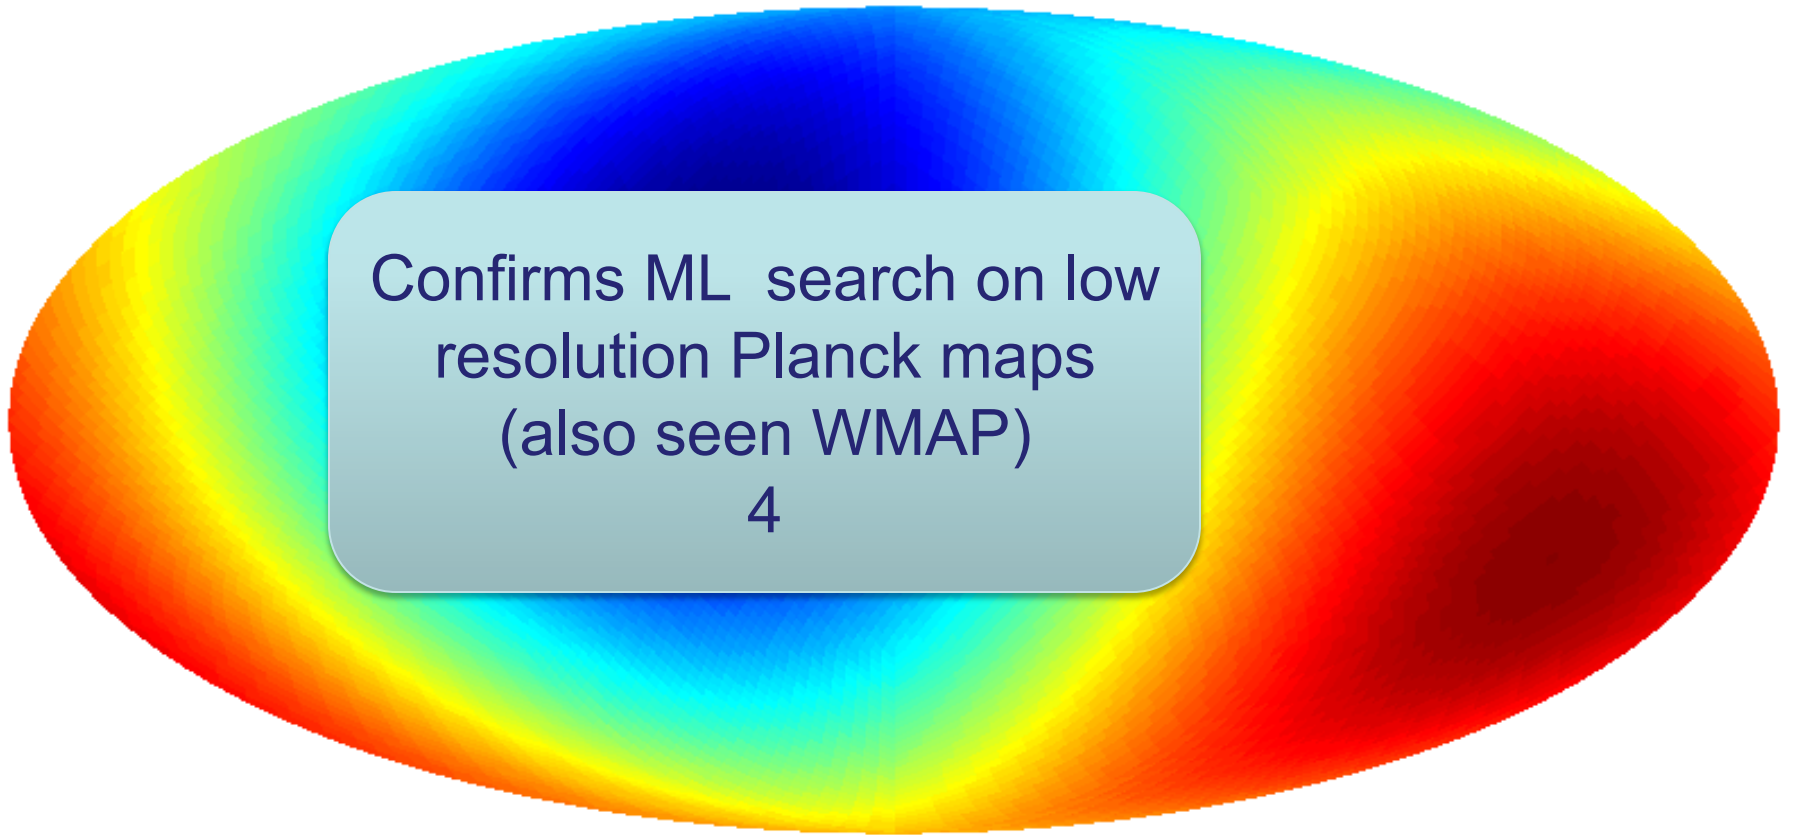 Confirms ML  search on low
resolution Planck maps
(also seen WMAP)
4